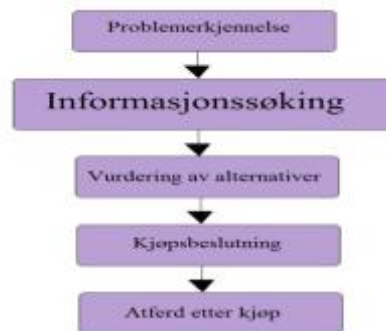 Problemerkjennelse
Informasjonssøking
Vurdering av alternativer
Kjøpsbeslutning
Atferd etter kjøp